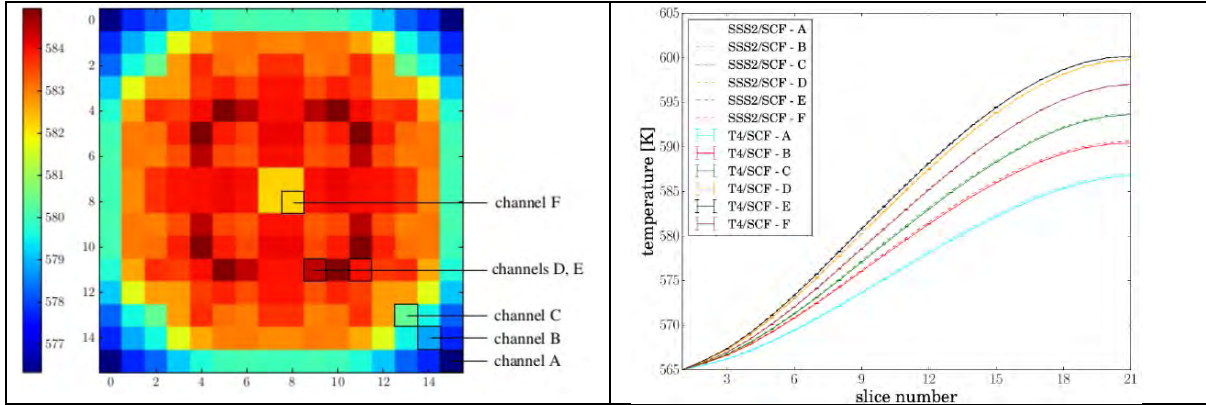 584
583
582
581
580
579
578
577
0
2
4
6
8
10
12
14
0 2 4 6 8 10 12 14
channel F
channels D, E
channel C
channel B
channel A
605
600
595
590
585
580
575
570
565
temperature [K]
SSS2/SCF - A
SSS2/SCF - B
SSS2/SCF - C
SSS2/SCF - D
SSS2/SCF - E
SSS2/SCF - F
T4/SCF - A
T4/SCF - B
T4/SCF - C
T4/SCF - D
T4/SCF - E
T4/SCF - F
3 6 9 12 15 18 21
slice number